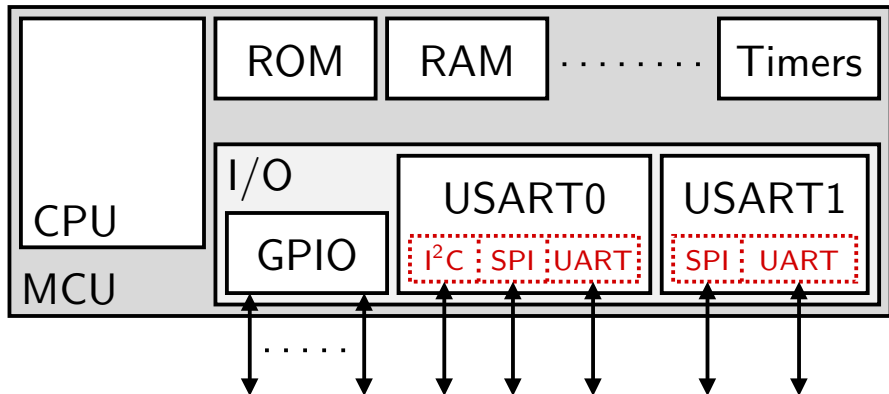 ROM RAM ........ Timers
I/O
USART0 USART1
CPU
GPIO
I²C SPI UART SPI UART
MCU
.....